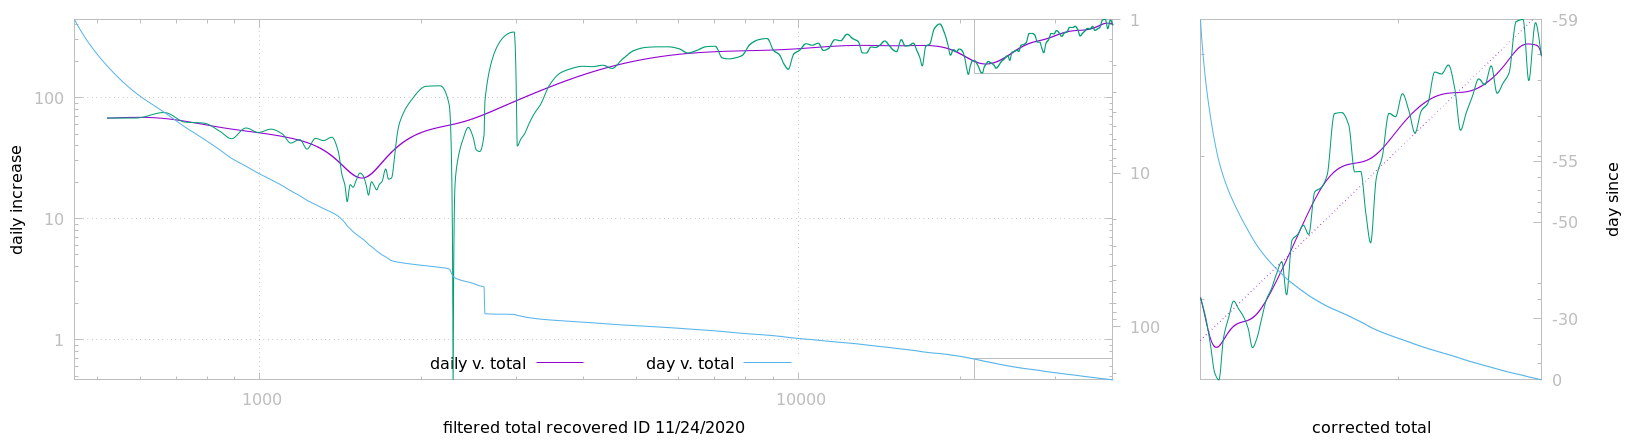 daily increase
100
10
1
1000
10000
1
10
100
daily v. total
day v. total
filtered total recovered ID 11/24/2020
-59
-55
-50
-30
0
day since
corrected total